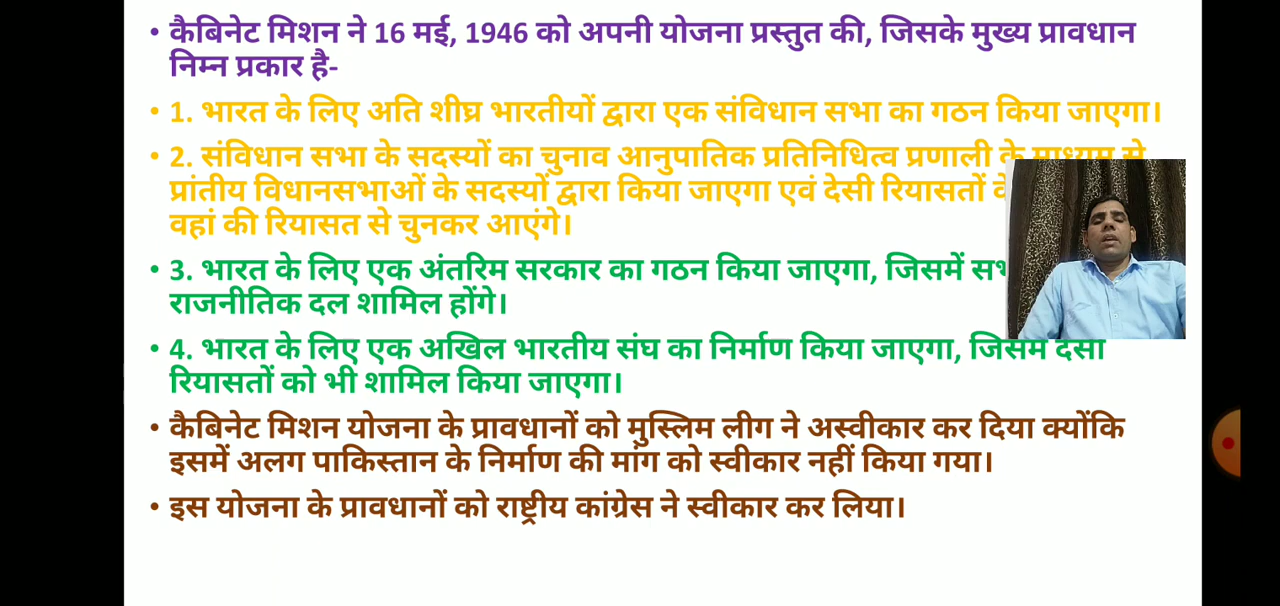 • कैबिनेट मिशन ने 16 मई, 1946 को अपनी योजना प्रस्तुत की, जिसके मुख्य प्रावधान
निम्न प्रकार है-
• 1. भारत के लिए अति शीघ्र भारतीयों द्वारा एक संविधान सभा का गठन किया जाएगा।
• 2. संविधान सभा के सदस्यों का चुनाव आनुपातिक प्रतिनिधित्व प्रणाली के माध्यम से
प्रांतीय विधानसभाओं के सदस्यों द्वारा किया जाएगा एवं देसी रियासतों
वहां की रियासत से चुनकर आएंगे।
• 3. भारत के लिए एक अंतरिम सरकार का गठन किया जाएगा, जिसमें
राजनीतिक दल शामिल होंगे।
• 4. भारत के लिए एक अखिल भारतीय संघ का निर्माण किया जाएगा, जिसमें देसी
रियासतों को भी शामिल किया जाएगा।
• कैबिनेट मिशन योजना के प्रावधानों को मुस्लिम लीग ने अस्वीकार कर दिया क्योंकि
इसमें अलग पाकिस्तान के निर्माण की मांग को स्वीकार नहीं किया गया।
• इस योजना के प्रावधानों को राष्ट्रीय कांग्रेस ने स्वीकार कर लिया।